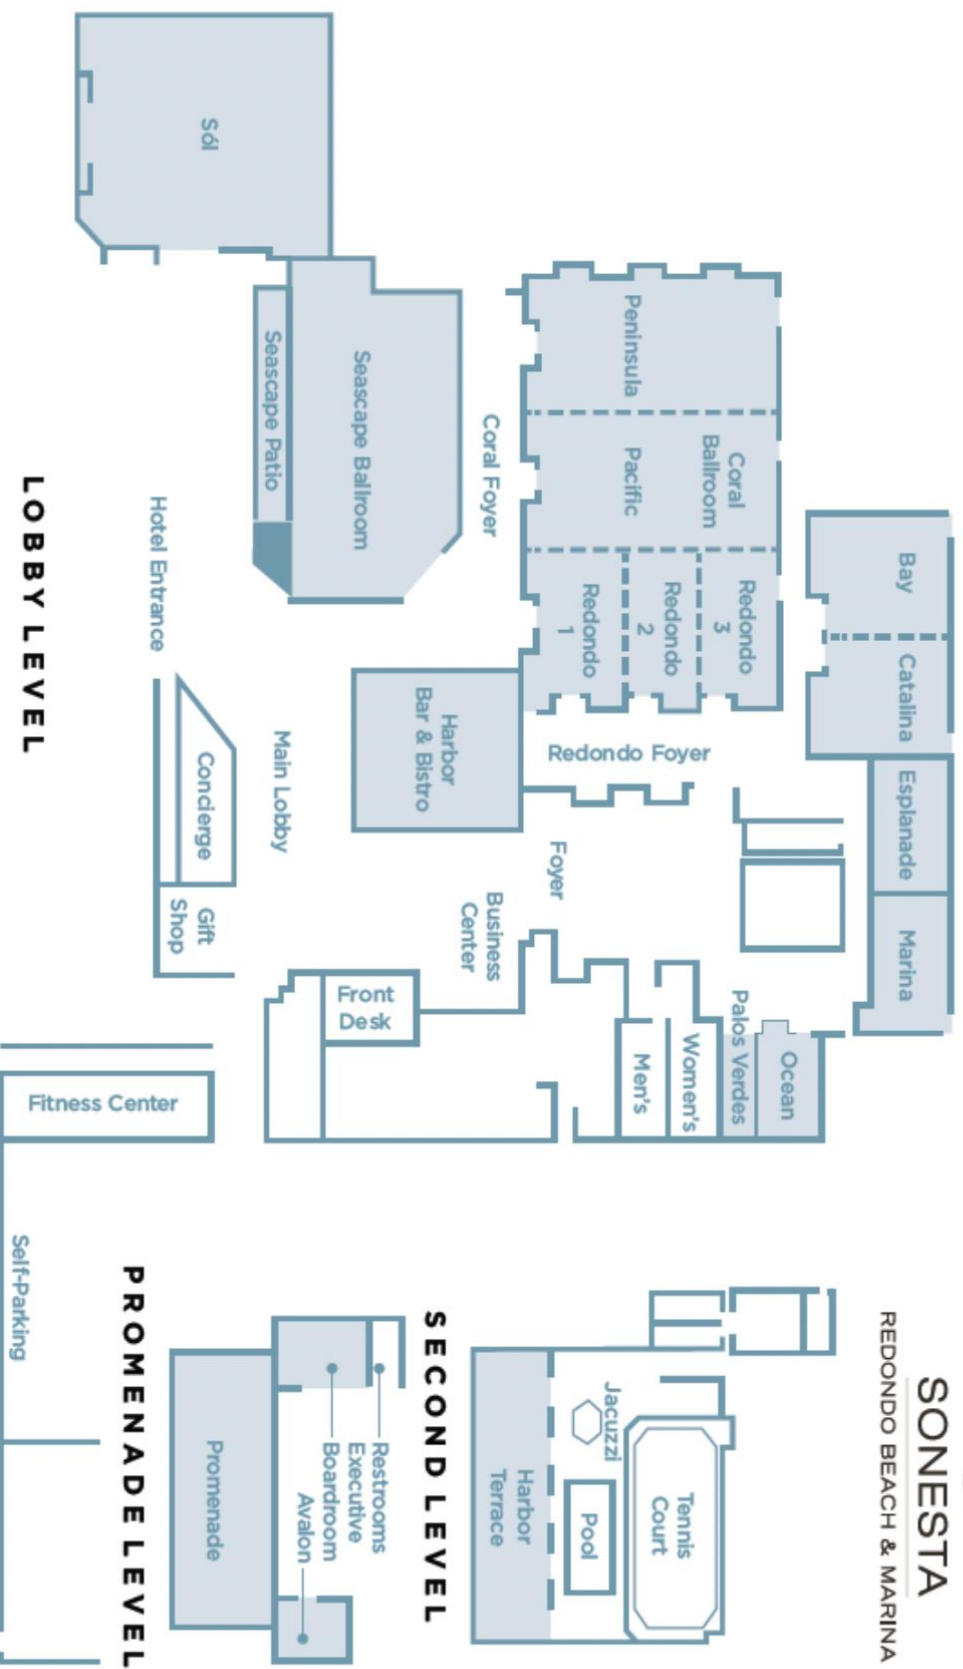 SONESTA
REDONDO BEACH & MARINA
Bay
Catalina
Esplanade
Marina
Coral
Ballroom
Peninsula
Pacific
Redondo
3
Redondo
2
Redondo
1
Redondo Foyer
Palos Verdes
Ocean
Women's
Men's
Coral Foyer
Foyer
Business
Center
Harbor
Bar & Bistro
Front
Desk
Seascape Ballroom
Seascape Patio
Sól
Main Lobby
Hotel Entrance
Concierge
Gift
Shop
Fitness Center
Self-Parking
LOBBY LEVEL
Tennis
Court
Jacuzzi
Pool
Harbor
Terrace
SECOND LEVEL
Restrooms
Executive
Boardroom
Avalon
Promenade
PROMENADE LEVEL